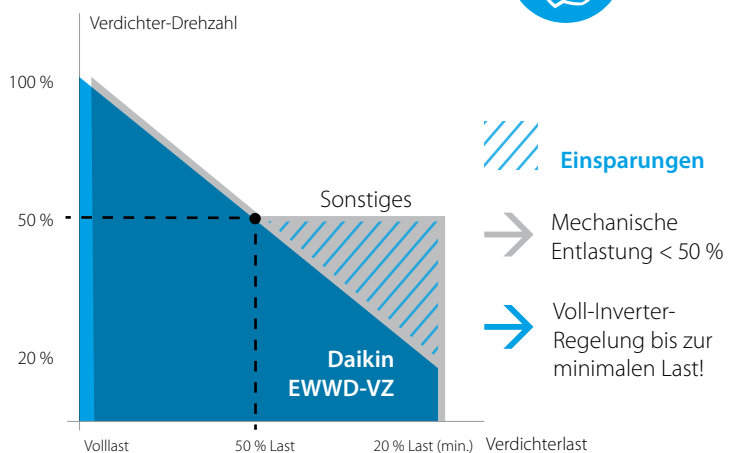 Verdichter-Drehzahl
100 %
50 %
20 %
Sonstiges
Daikin
EWWD-VZ
Volllast
50 % Last
20 % Last (min.)
Verdichterlast
Einsparungen
Mechanische
Entlastung < 50 %
Voll-Inverter-
Regelung bis zur
minimalen Last!